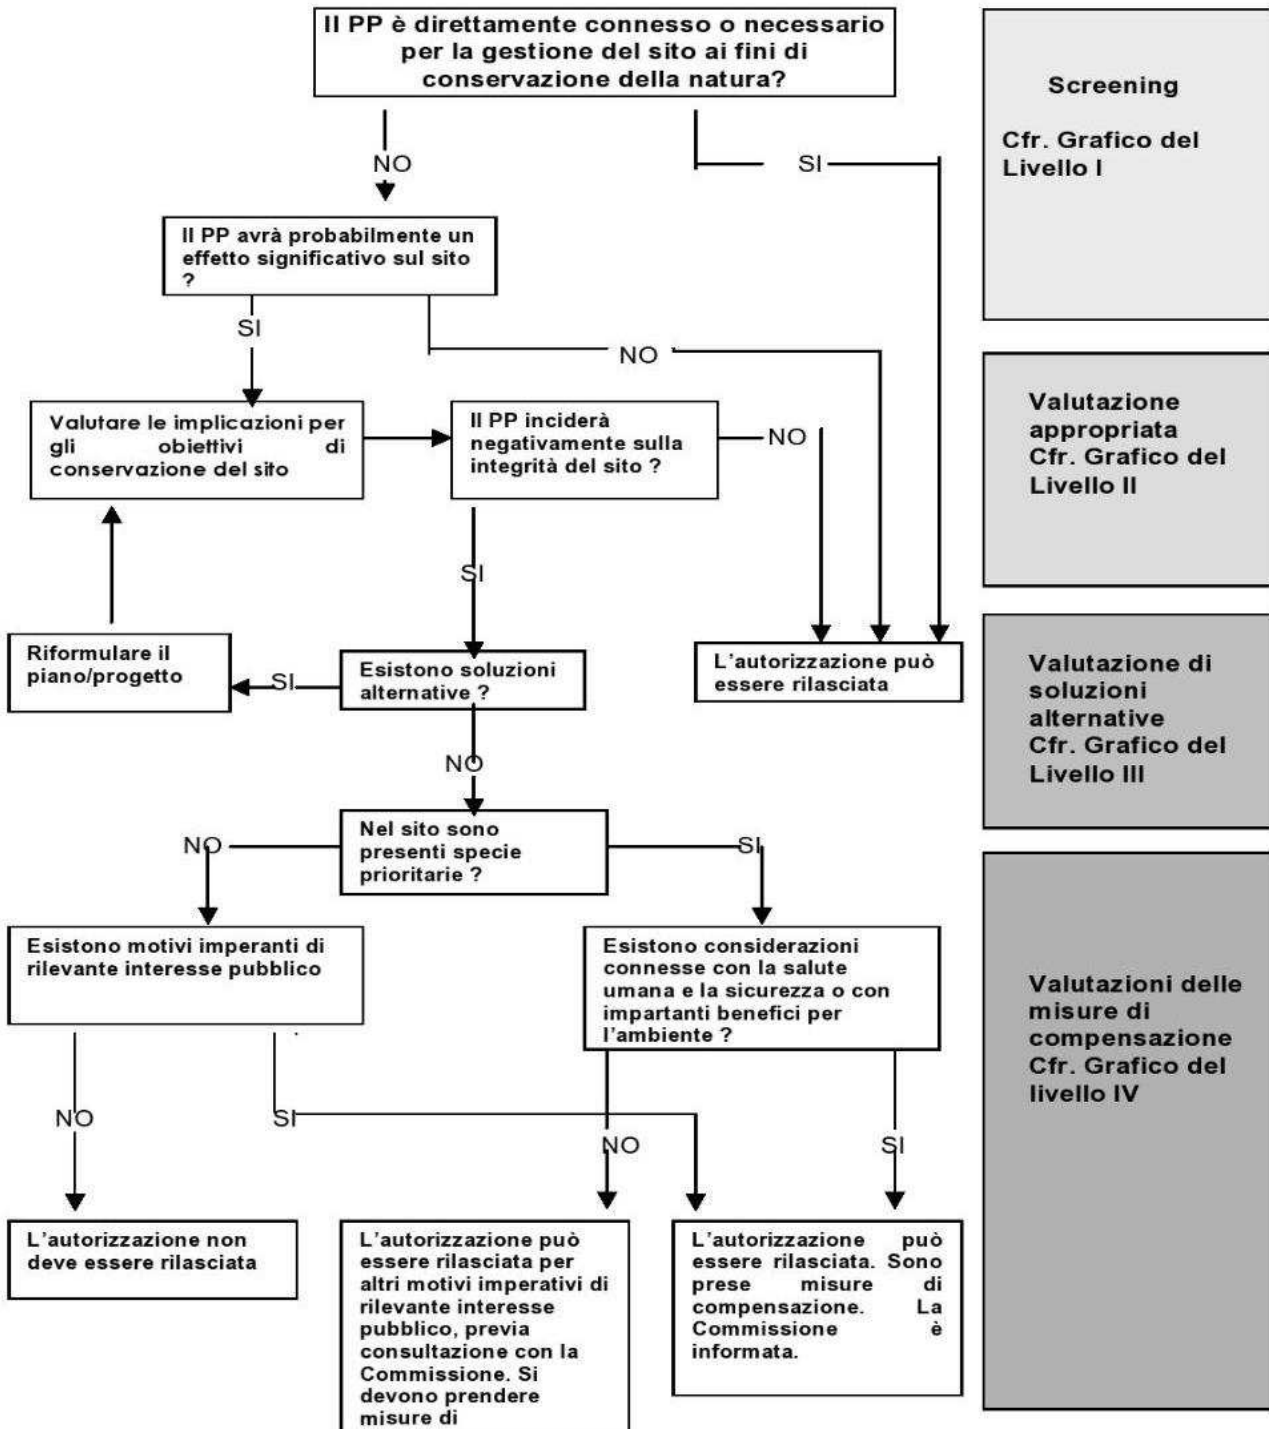 Il PP è direttamente connesso o necessario
per la gestione del sito ai fini di
conservazione della natura?
Screening
Cfr. Grafico del
Livello I
NO
SI
Il PP avrà probabilmente un
effetto significativo sul sito
?
SI
NO
Valutare le implicazioni per
gli obiettivi di
conservazione del sito
Il PP inciderà
negativamente sulla
integrità del sito ?
NO
Valutazione
appropriata
Cfr. Grafico del
Livello II
SI
Riformulare il
piano/progetto
SI
Esistono soluzioni
alternative ?
L'autorizzazione può
essere rilasciata
Valutazione di
soluzioni
alternative
Cfr. Grafico del
Livello III
NO
Nel sito sono
presenti specie
prioritarie ?
NO
SI
Esistono motivi imperanti di
rilevante interesse pubblico
Esistono considerazioni
connesse con la salute
umana e la sicurezza o con
impartanti benefici per
l'ambiente ?
Valutazioni delle
misure di
compensazione
Cfr. Grafico del
livello IV
NO
SI
NO
SI
L'autorizzazione non
deve essere rilasciata
L'autorizzazione può
essere rilasciata per
altri motivi imperativi di
rilevante interesse
pubblico, previa
consultazione con la
Commissione. Si
devono prendere
misure di
L'autorizzazione può
essere rilasciata. Sono
prese misure di
compensazione. La
Commissione è
informata.